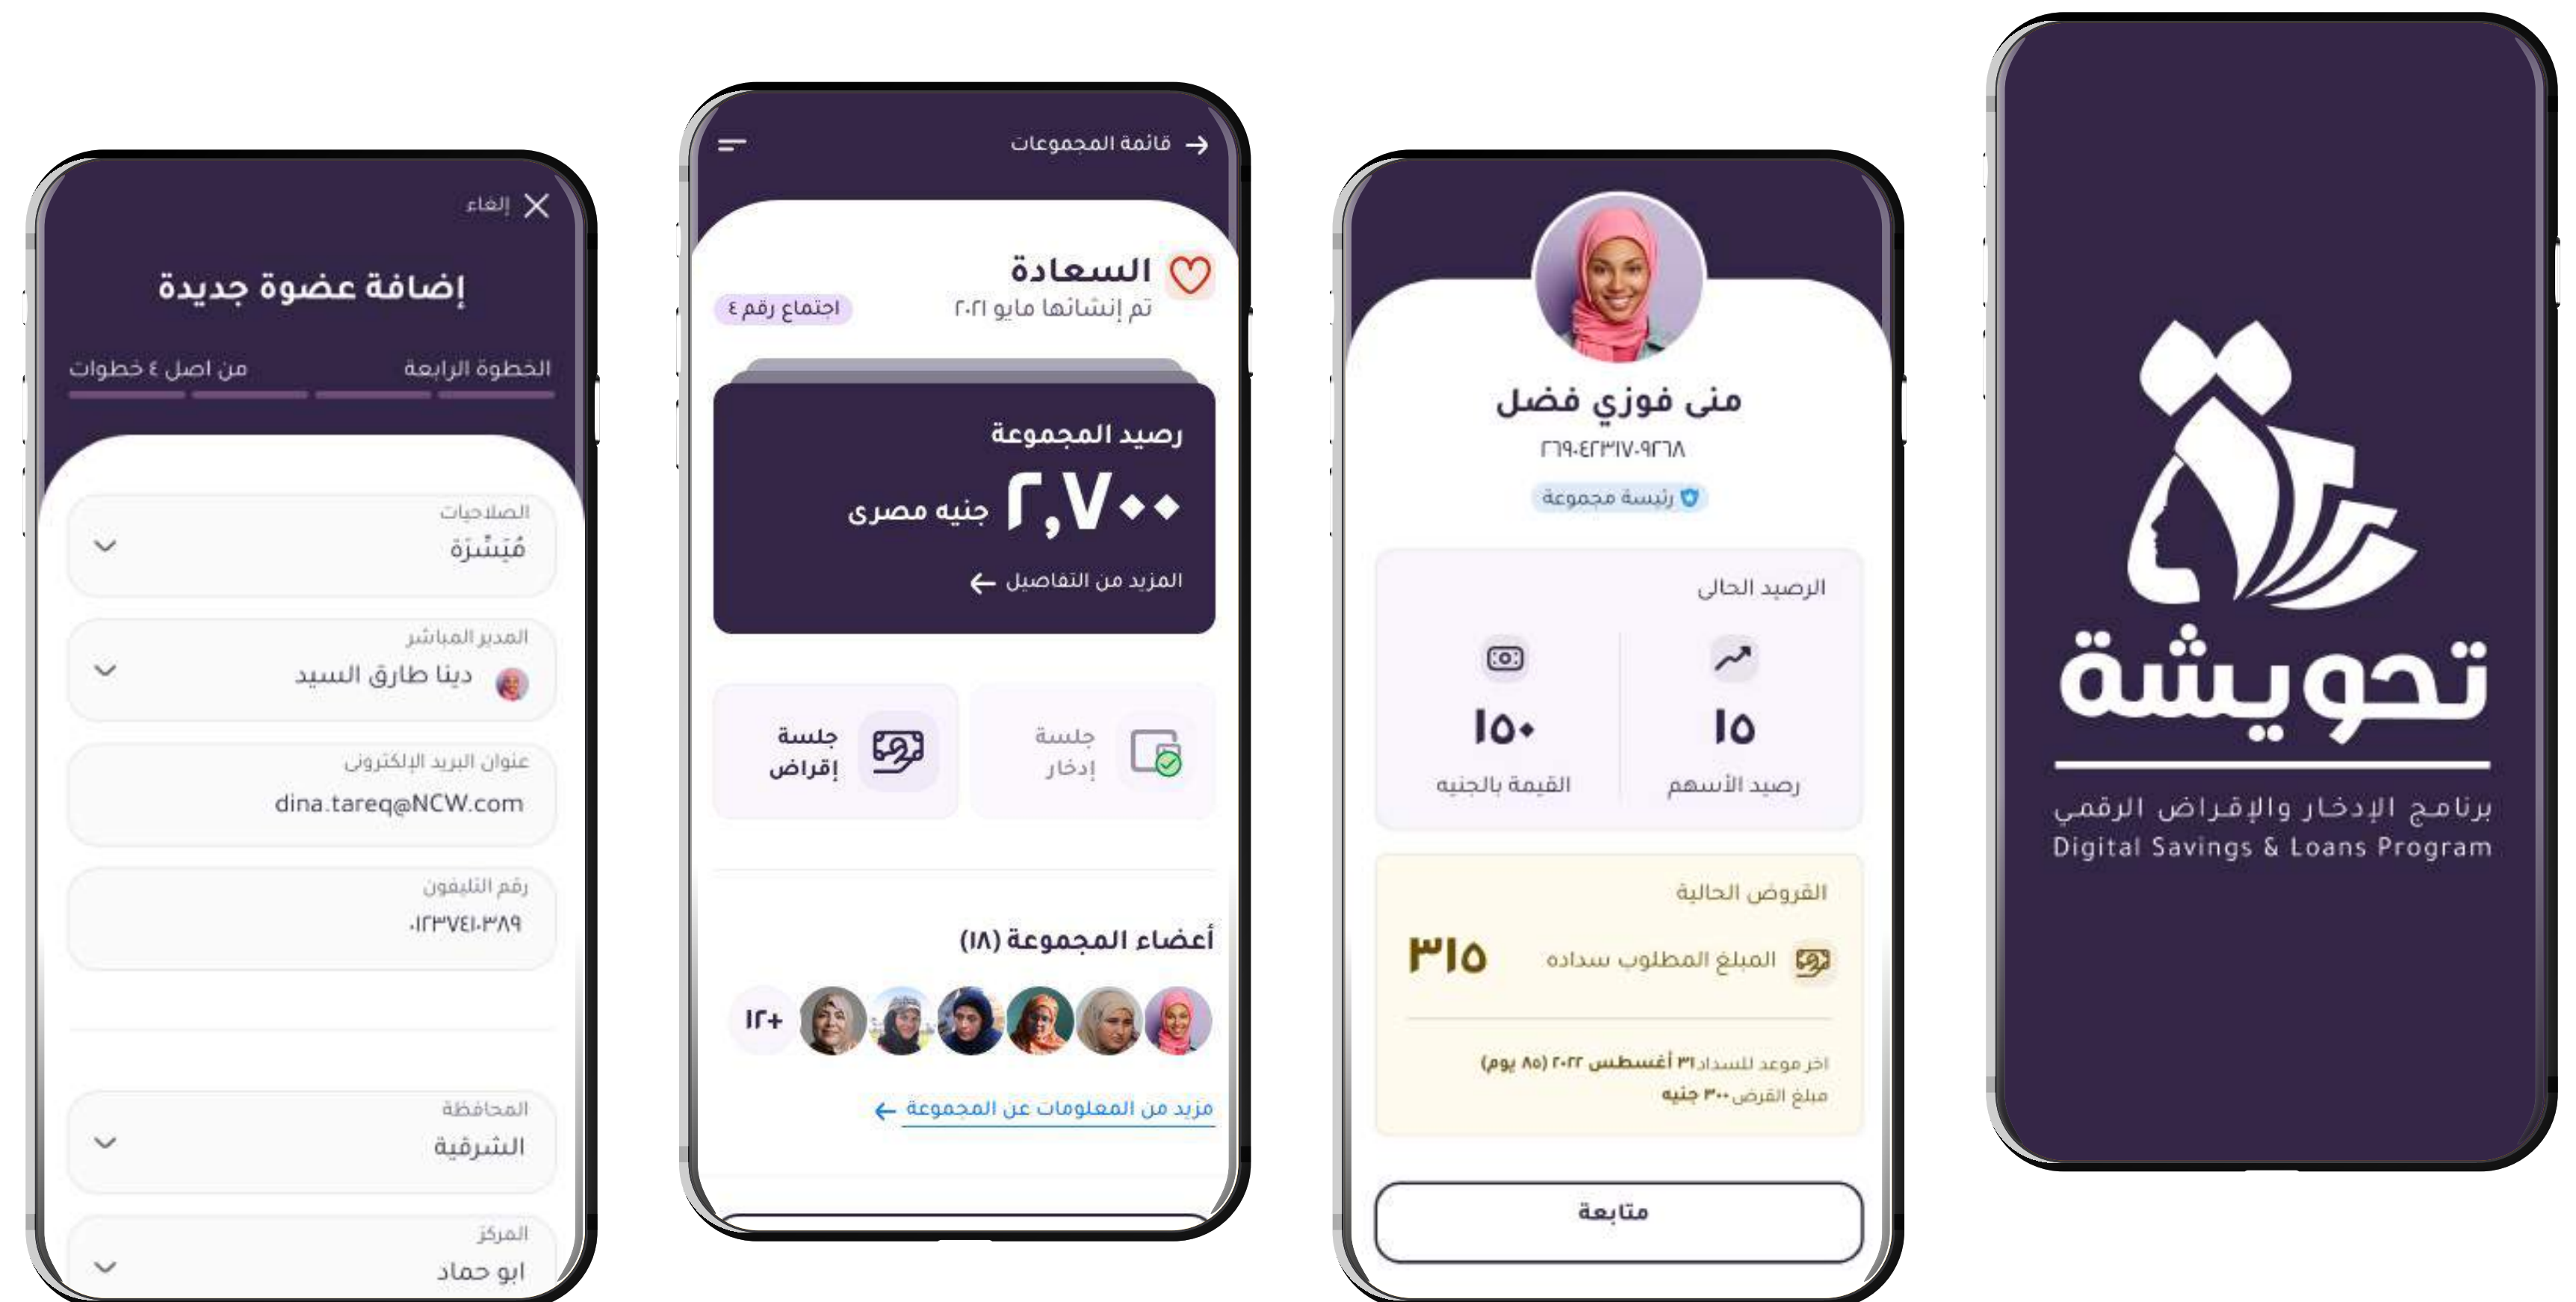 تحويشة
برنامج الإدخار والإقراض الرقمي
Digital Savings & Loans Program
منى فوزي فضل
٢٦٩٠٤٢٣١٧٠٩٢٦٨
رئيسة مجموعة
الرصيد الحالى
١٥
رصيد الأسهم
١٥٠
القيمة بالجنيه
القروض الحالية
المبلغ المطلوب سداده ٣١٥
اخر موعد للسداد ٣١ أغسطس ٢٠٢٢ (٨٥ يوم)
مبلغ القرض ٣٠٠ جنيه
متابعة
قائمة المجموعات
السعادة
تم إنشائها مايو ٢٠٢١
اجتماع رقم ٤
رصيد المجموعة
٢,٧٠٠ جنيه مصرى
المزيد من التفاصيل
جلسة
إدخار
جلسة
إقراض
أعضاء المجموعة (١٨)
+١٢
مزيد من المعلومات عن المجموعة
إلغاء
إضافة عضوة جديدة
الخطوة الرابعة من اصل ٤ خطوات
الصلاحيات
مُيَسِّرَة
المدير المباشر
دينا طارق السيد
عنوان البريد الإلكترونى
dina.tareq@NCW.com
رقم التليفون
٠١٢٣٧٤١٠٣٨٩
المحافظة
الشرقية
المركز
ابو حماد